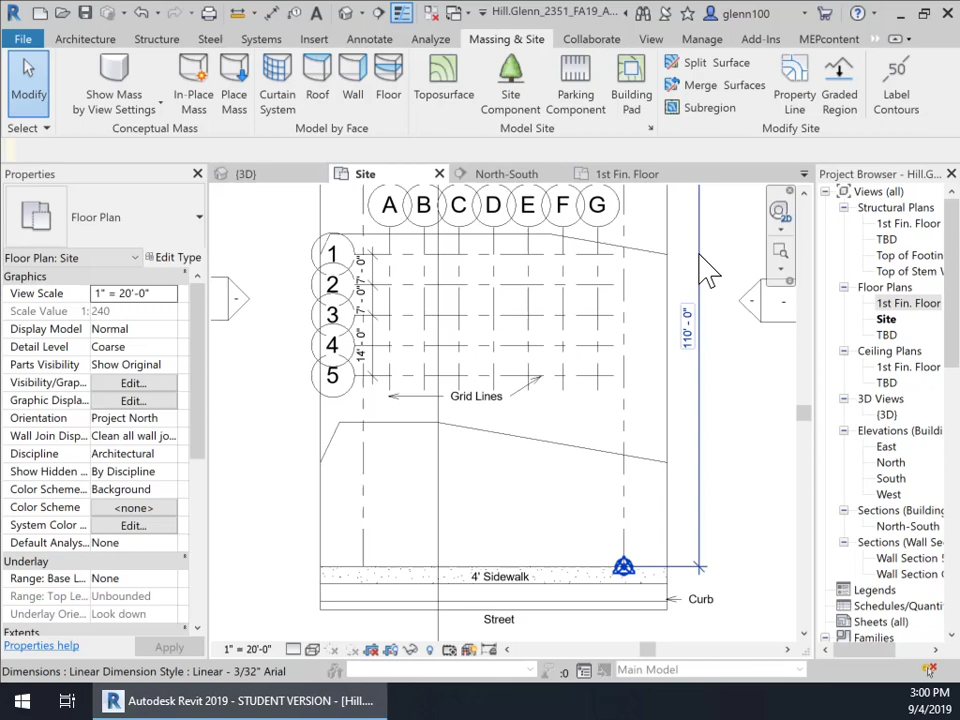 Hill.Glenn_2351_FA19_A...
glenn100
File
Architecture
Structure
Steel
Systems
Insert
Annotate
Analyze
Massing & Site
Collaborate
View
Manage
Add-Ins
MEPcontent
Modify
Show Mass
by View Settings
In-Place
Mass
Place
Mass
Curtain
System
Roof
Wall
Floor
Toposurface
Site
Component
Parking
Component
Building
Pad
Split Surface
Merge Surfaces
Subregion
Property
Line
Graded
Region
50
Label
Contours
Select
Conceptual Mass
Model by Face
Model Site
Modify Site
Properties
{3D}
Site
North-South
1st Fin. Floor
Project Browser - Hill.G...
Floor Plan
Floor Plan: Site
Edit Type
Graphics
View Scale
1" = 20'-0"
Scale Value 1:
240
Display Model
Normal
Detail Level
Coarse
Parts Visibility
Show Original
Visibility/Grap...
Edit...
Graphic Displa...
Edit...
Orientation
Project North
Wall Join Disp...
Clean all wall jo...
Discipline
Architectural
Show Hidden ...
By Discipline
Color Scheme...
Background
Color Scheme
<none>
System Color ...
Edit...
Default Analys...
None
Underlay
Range: Base L...
None
Range: Top Le...
Unbounded
Underlay Orie...
Look down
Extents
Properties help
Apply
A B C D E F G
1
2
3
4
5
7' - 0"
7' - 0"
14' - 0"
110' - 0"
Grid Lines
4' Sidewalk
Curb
Street
2D
Views (all)
Structural Plans
1st Fin. Floor
TBD
Top of Footin
Top of Stem W
Floor Plans
1st Fin. Floor
Site
TBD
Ceiling Plans
1st Fin. Floor
TBD
3D Views
{3D}
Elevations (Buildi
East
North
South
West
Sections (Building
North-South
Sections (Wall Se
Wall Section 5
Wall Section C
Legends
Schedules/Quanti
Sheets (all)
Families
1" = 20'-0"
Dimensions : Linear Dimension Style : Linear - 3/32" Arial
:0
Main Model
Autodesk Revit 2019 - STUDENT VERSION - [Hill....
3:00 PM
9/4/2019